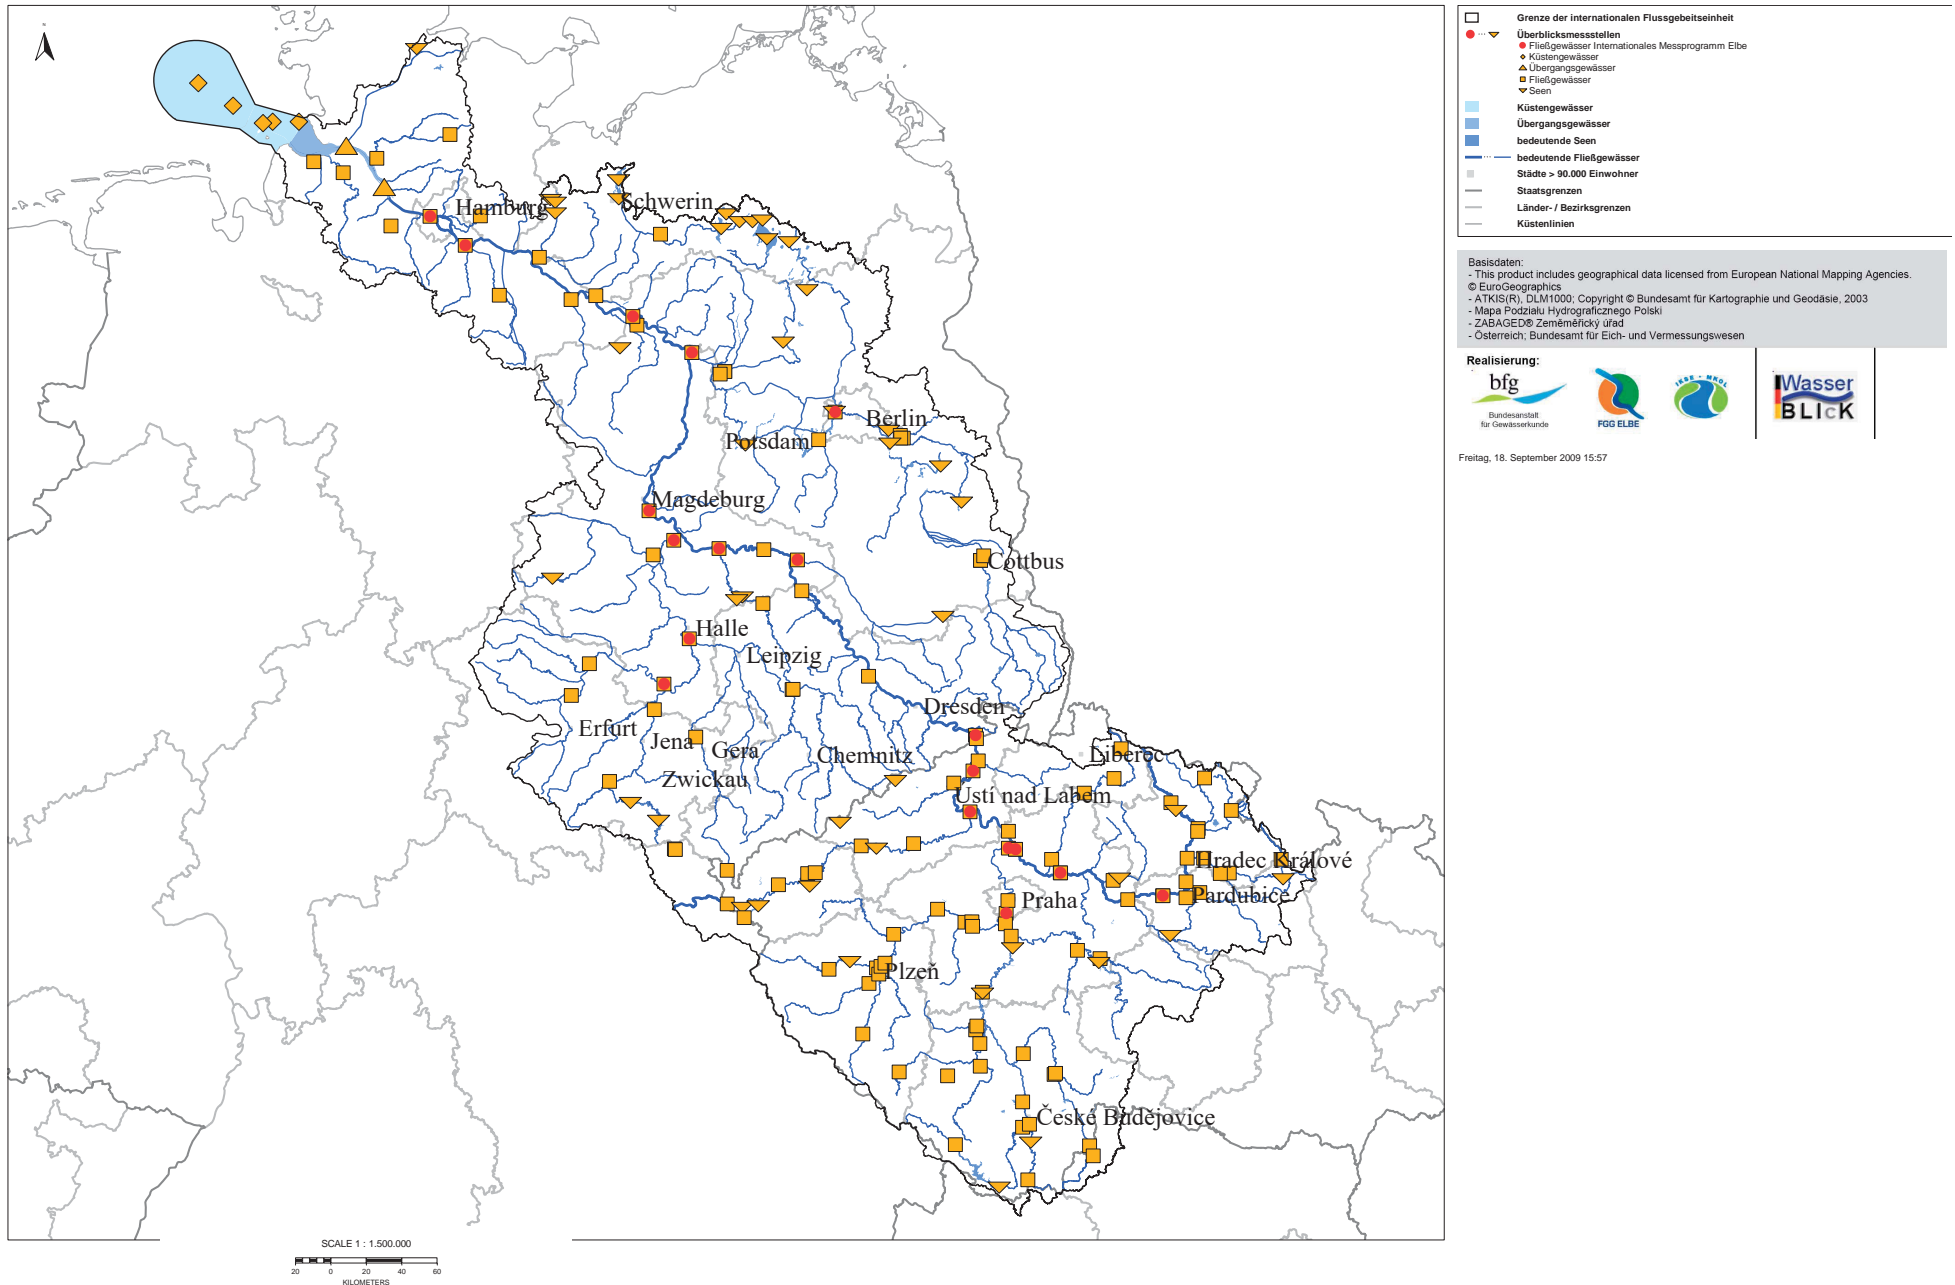 Hamburg
Schwerin
Berlin
Potsdam
Magdeburg
Cottbus
Halle
Leipzig
Dresden
Erfurt
Jena
Gera
Chemnitz
Zwickau
Liberec
Ústí nad Labem
Hradec Králové
Pardubice
Praha
Plzeň
České Budějovice
SCALE 1 : 1.500.000
20 0 20 40 60
KILOMETERS
Grenze der internationalen Flussgebeitseinheit
Überblicksmessstellen
Fließgewässer Internationales Messprogramm Elbe
Küstengewässer
Übergangsgewässer
Fließgewässer
Seen
Küstengewässer
Übergangsgewässer
bedeutende Seen
bedeutende Fließgewässer
Städte > 90.000 Einwohner
Staatsgrenzen
Länder- / Bezirksgrenzen
Küstenlinien
Basisdaten:
- This product includes geographical data licensed from European National Mapping Agencies.
© EuroGeographics
- ATKIS(R), DLM1000; Copyright © Bundesamt für Kartographie und Geodäsie, 2003
- Mapa Podziału Hydrograficznego Polski
- ZABAGED® Zeměměřický úřad
- Österreich; Bundesamt für Eich- und Vermessungswesen
Realisierung:
bfg
Bundesanstalt
für Gewässerkunde
FGG ELBE
IKSE - MKOL
Wasser
BLIcK
Freitag, 18. September 2009 15:57